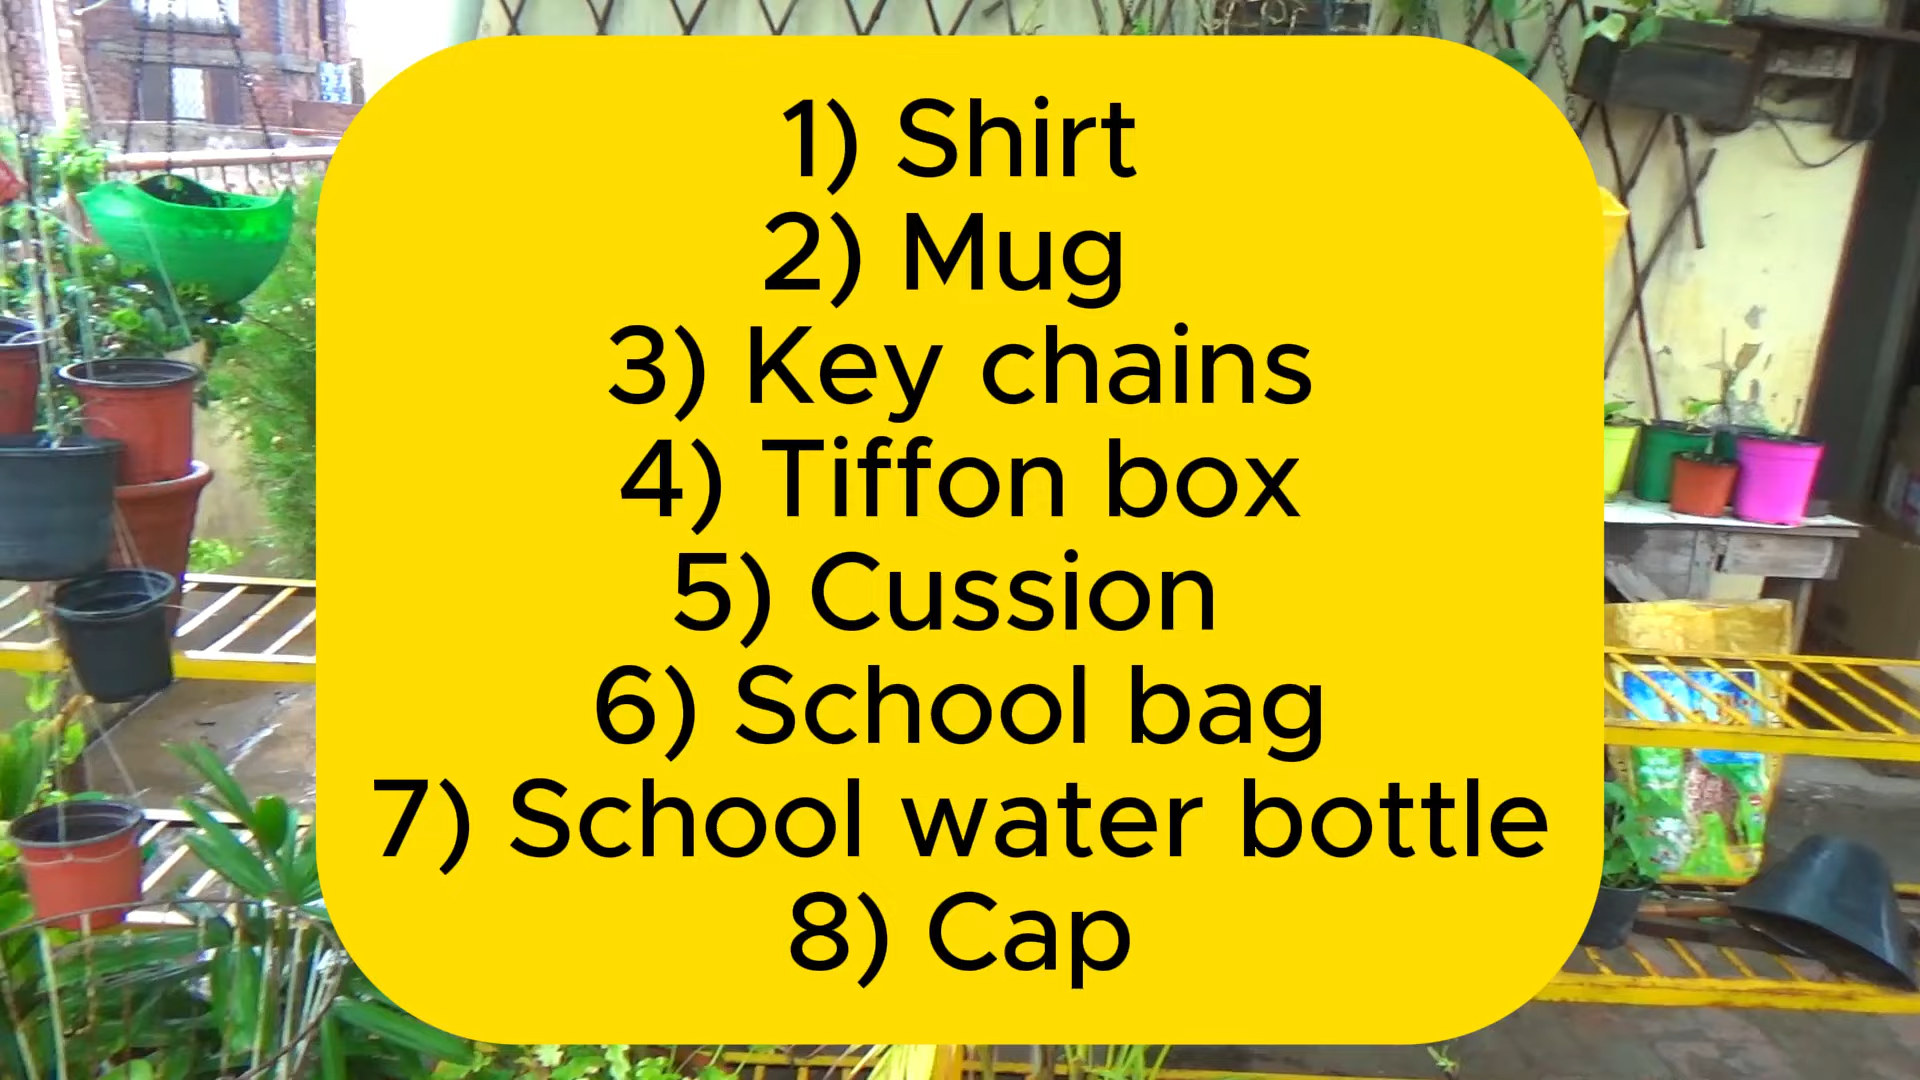 1) Shirt
2) Mug
3) Key chains
4) Tiffon box
5) Cussion
6) School bag
7) School water bottle
8) Cap